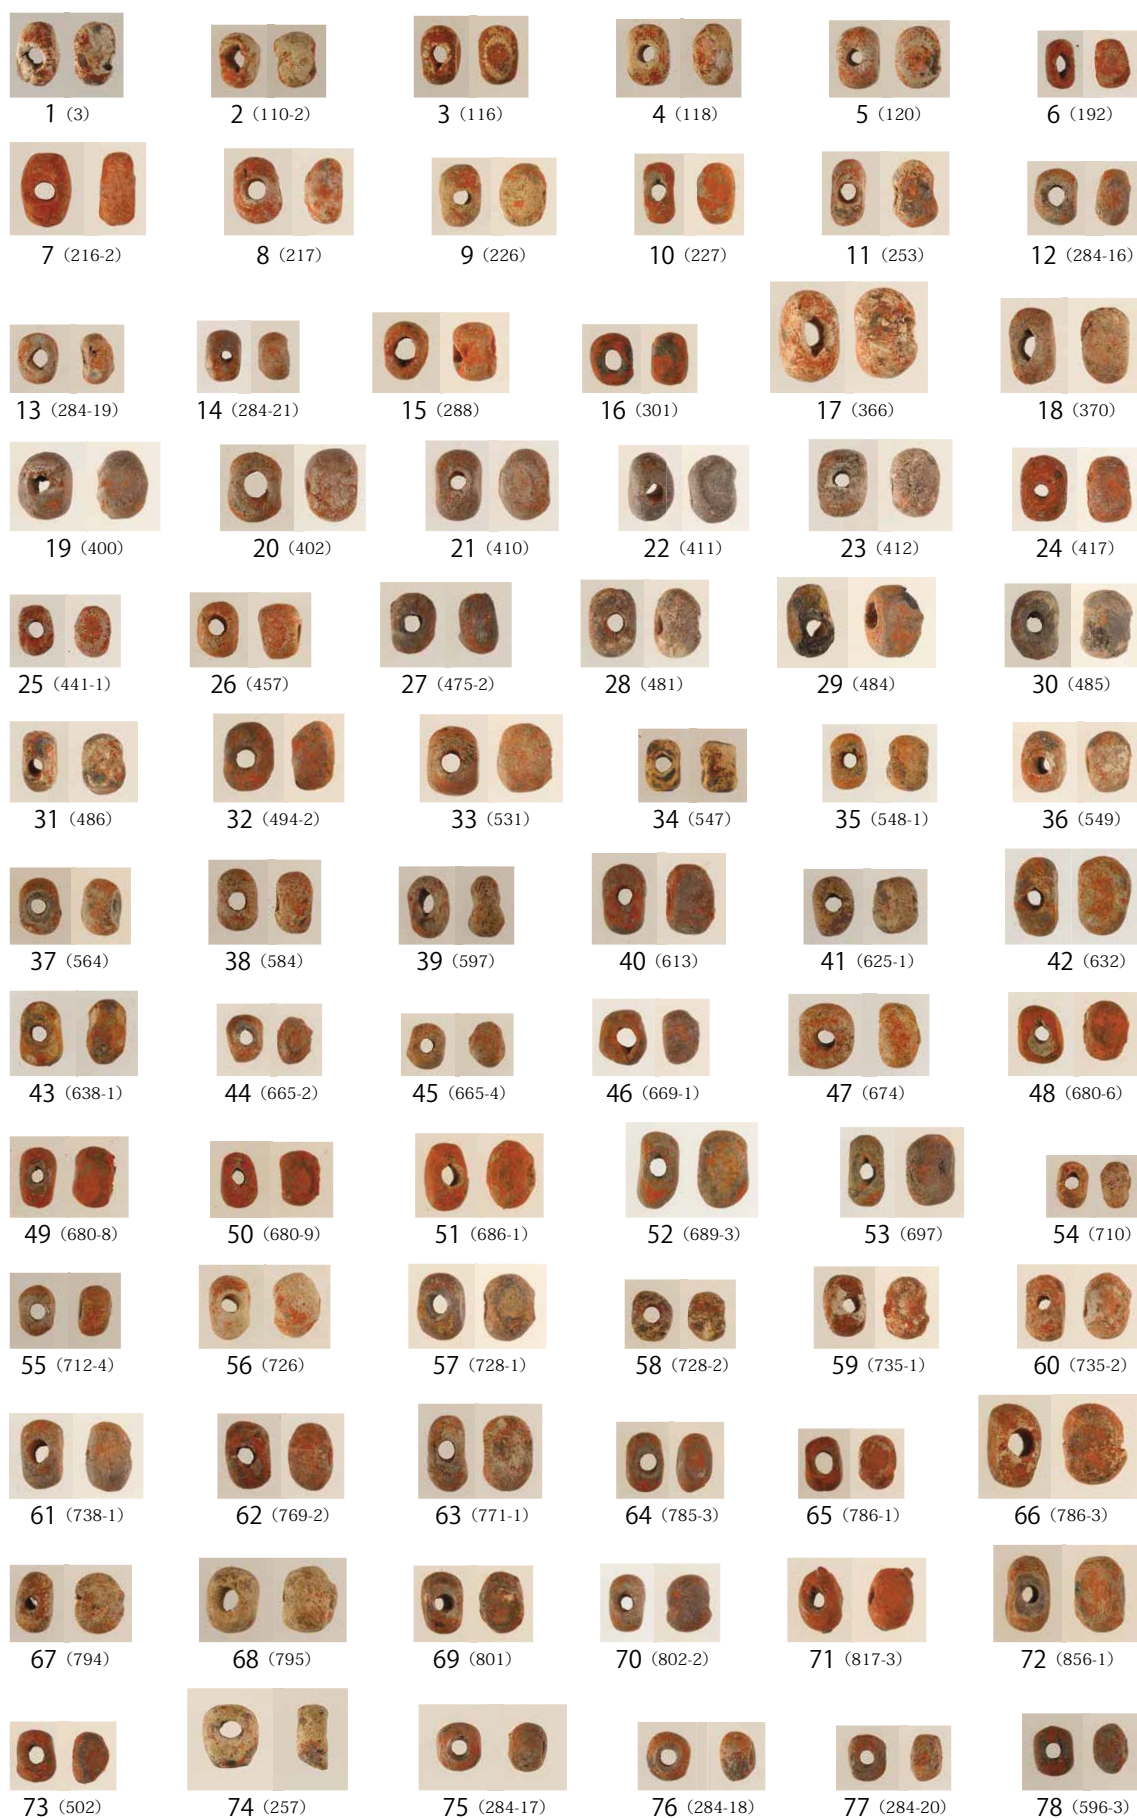 1（3） 2（110-2） 3（116） 4（118） 5（120） 6（192）
7（216-2） 8（217） 9（226） 10（227） 11（253） 12（284-16）
13（284-19） 14（284-21） 15（288） 16（301） 17（366） 18（370）
19（400） 20（402） 21（410） 22（411） 23（412） 24（417）
25（441-1） 26（457） 27（475-2） 28（481） 29（484） 30（485）
31（486） 32（494-2） 33（531） 34（547） 35（548-1） 36（549）
37（564） 38（584） 39（597） 40（613） 41（625-1） 42（632）
43（638-1） 44（665-2） 45（665-4） 46（669-1） 47（674） 48（680-6）
49（680-8） 50（680-9） 51（686-1） 52（689-3） 53（697） 54（710）
55（712-4） 56（726） 57（728-1） 58（728-2） 59（735-1） 60（735-2）
61（738-1） 62（769-2） 63（771-1） 64（785-3） 65（786-1） 66（786-3）
67（794） 68（795） 69（801） 70（802-2） 71（817-3） 72（856-1）
73（502） 74（257） 75（284-17） 76（284-18） 77（284-20） 78（596-3）